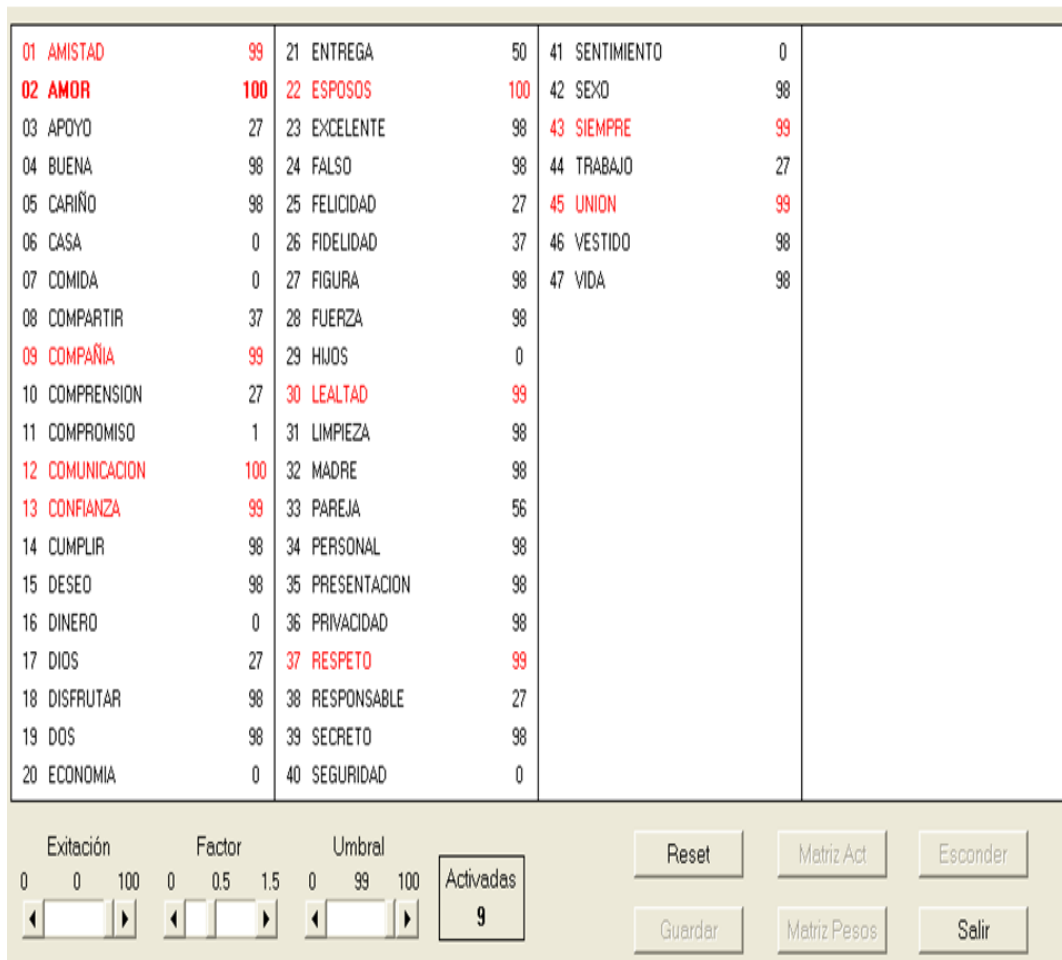 01 AMISTAD 99
02 AMOR 100
03 APOYO 27
04 BUENA 98
05 CARIÑO 98
06 CASA 0
07 COMIDA 0
08 COMPARTIR 37
09 COMPAÑIA 99
10 COMPRENSION 27
11 COMPROMISO 1
12 COMUNICACION 100
13 CONFIANZA 99
14 CUMPLIR 98
15 DESEO 98
16 DINERO 0
17 DIOS 27
18 DISFRUTAR 98
19 DOS 98
20 ECONOMIA 0
21 ENTREGA 50
22 ESPOSOS 100
23 EXCELENTE 98
24 FALSO 98
25 FELICIDAD 27
26 FIDELIDAD 37
27 FIGURA 98
28 FUERZA 98
29 HIJOS 0
30 LEALTAD 99
31 LIMPIEZA 98
32 MADRE 98
33 PAREJA 56
34 PERSONAL 98
35 PRESENTACION 98
36 PRIVACIDAD 98
37 RESPETO 99
38 RESPONSABLE 27
39 SECRETO 98
40 SEGURIDAD 0
41 SENTIMIENTO 0
42 SEXO 98
43 SIEMPRE 99
44 TRABAJO 27
45 UNION 99
46 VESTIDO 98
47 VIDA 98
Exitación
0 0 100
Factor
0 0.5 1.5
Umbral
0 99 100
Activadas
9
Reset
Matriz Act
Esconder
Guardar
Matriz Pesos
Salir